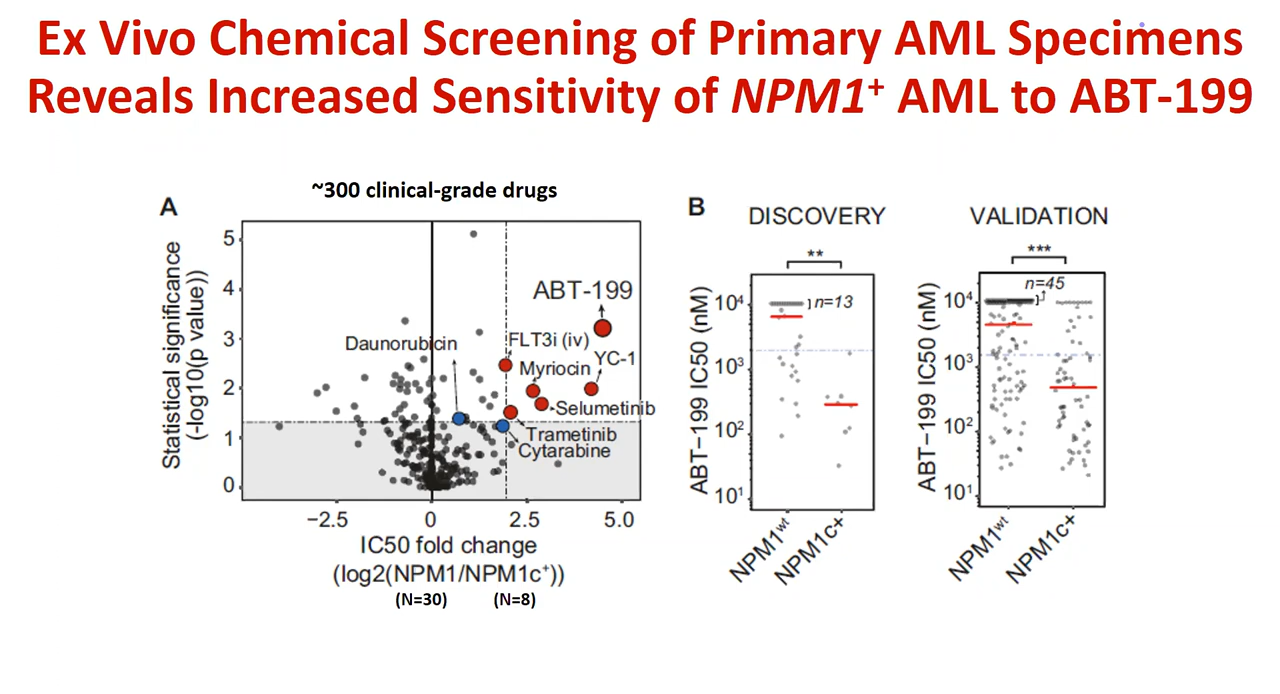 Ex Vivo Chemical Screening of Primary AML Specimens
Reveals Increased Sensitivity of NPM1⁺ AML to ABT-199
~300 clinical-grade drugs
A
Statistical significance
(-log10(p value))
5
4
3
2
1
0
ABT-199
Daunorubicin
FLT3i (iv)
YC-1
Myriocin
Selumetinib
Trametinib
Cytarabine
−2.5
0
2.5
5.0
IC50 fold change
(log2(NPM1/NPM1c⁺))
(N=30)
(N=8)
B
DISCOVERY
**
ABT−199 IC50 (nM)
10⁴
10³
10²
10¹
n=13
NPM1ʷᵗ
NPM1c+
VALIDATION
***
ABT−199 IC50 (nM)
10⁴
10³
10²
10¹
n=45
NPM1ʷᵗ
NPM1c+